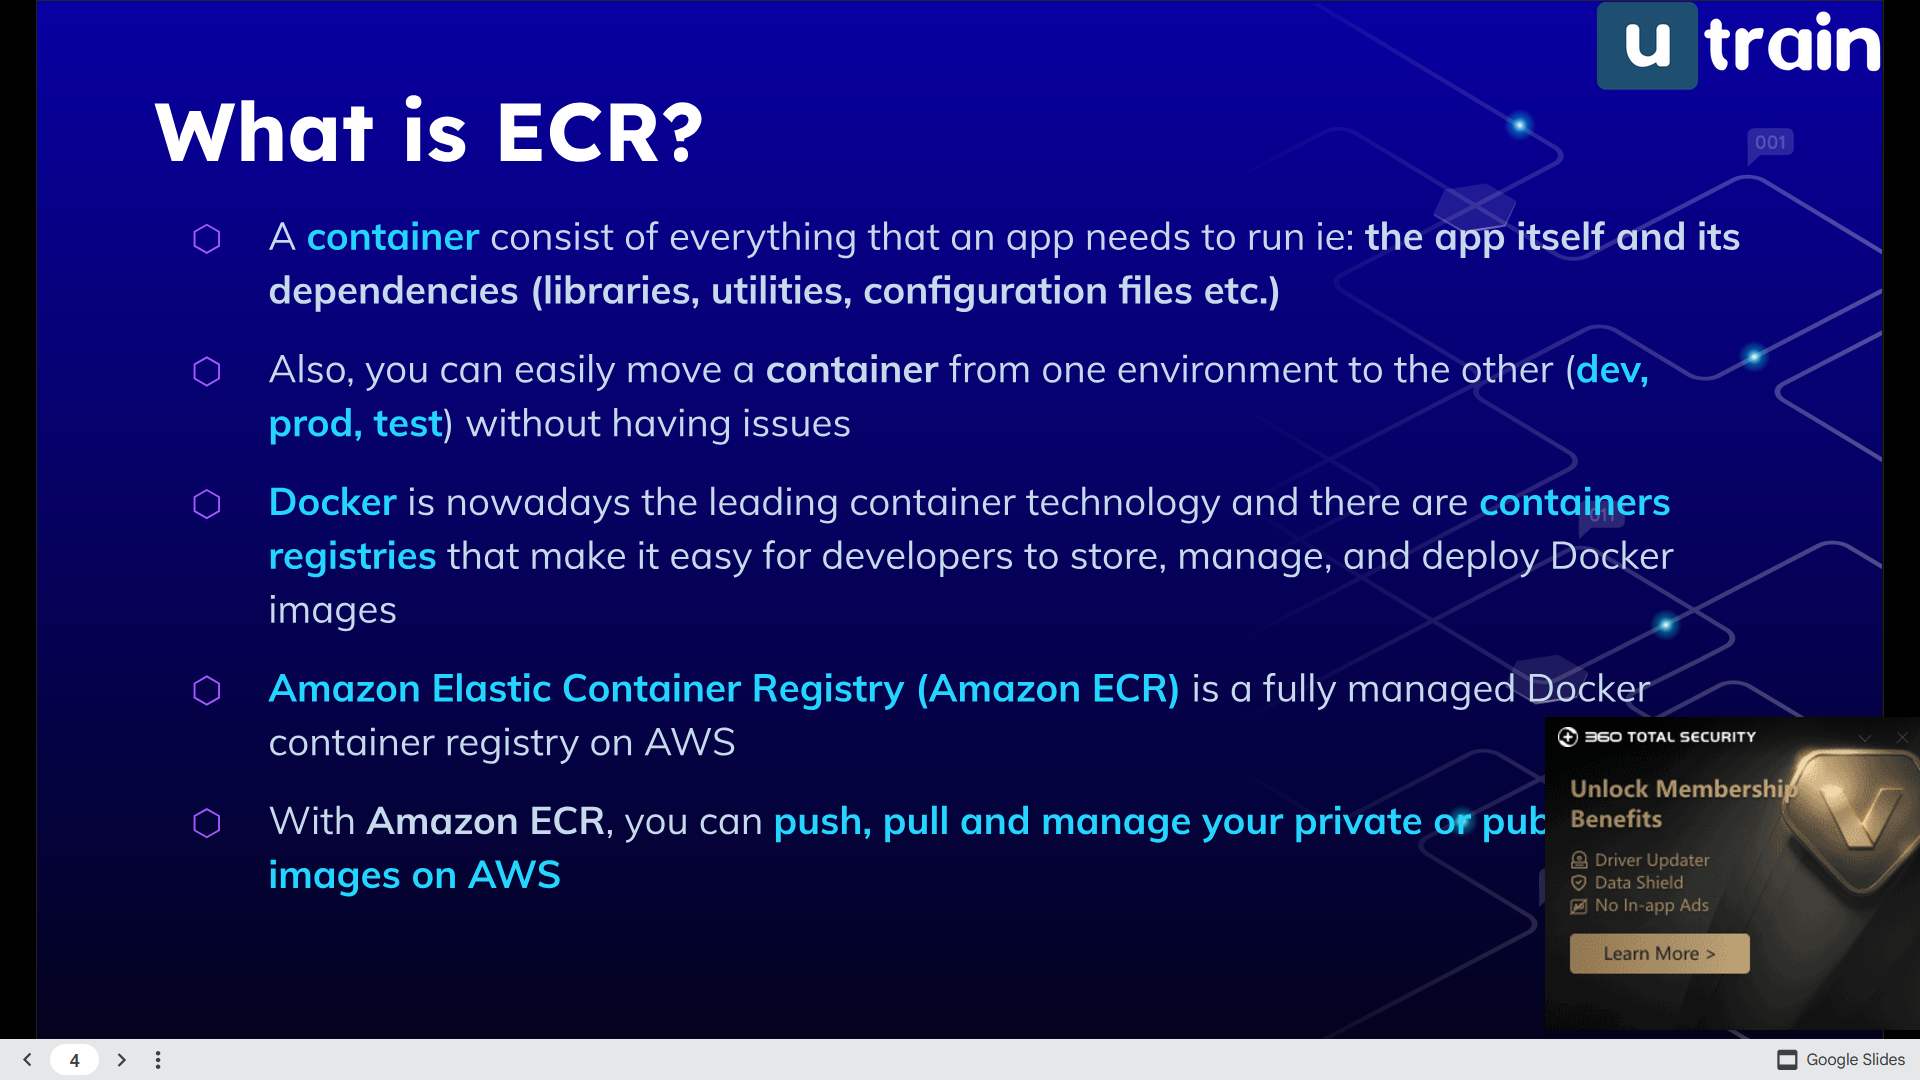 u train
001
What is ECR?
A container consist of everything that an app needs to run ie: the app itself and its
dependencies (libraries, utilities, configuration files etc.)
Also, you can easily move a container from one environment to the other (dev,
prod, test) without having issues
Docker is nowadays the leading container technology and there are containers
011
registries that make it easy for developers to store, manage, and deploy Docker
images
Amazon Elastic Container Registry (Amazon ECR) is a fully managed Docker
container registry on AWS
With Amazon ECR, you can push, pull and manage your private or
images on AWS
360 TOTAL SECURITY
Unlock Membership
Benefits
Driver Updater
Data Shield
No In-app Ads
Learn More >
4
Google Slides